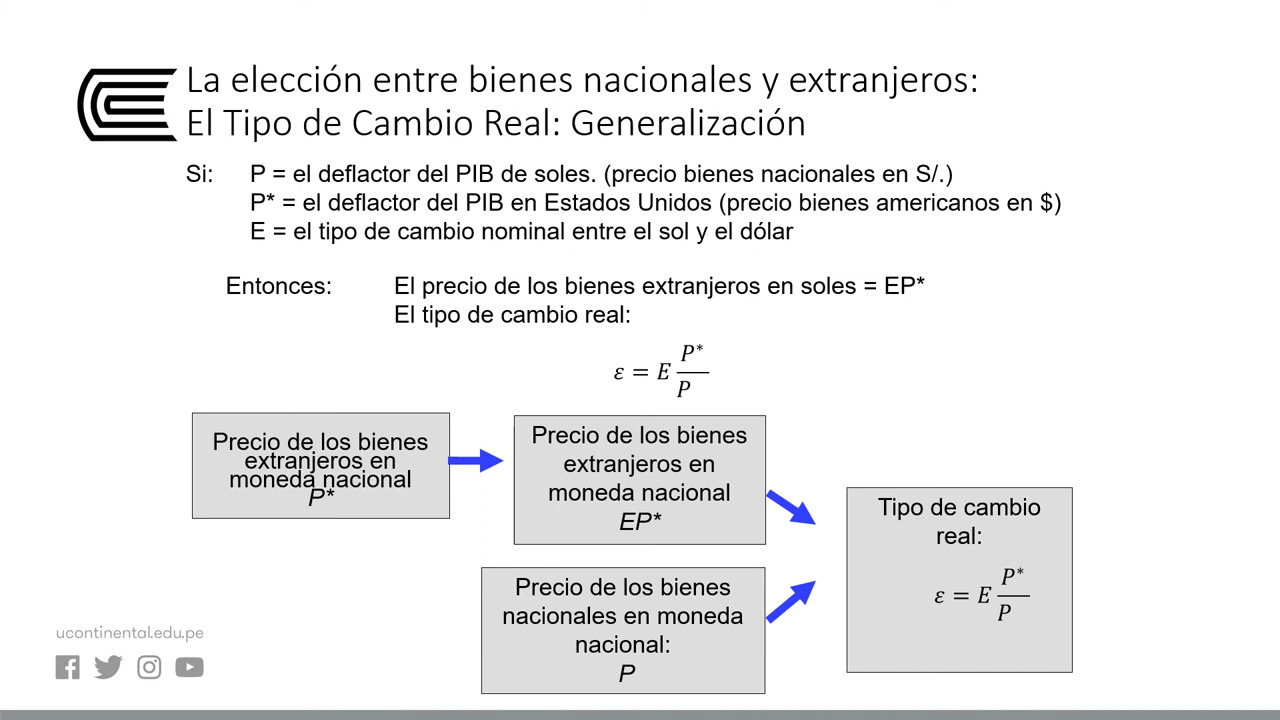 La elección entre bienes nacionales y extranjeros:
El Tipo de Cambio Real: Generalización
Si: P = el deflactor del PIB de soles. (precio bienes nacionales en S/.)
P* = el deflactor del PIB en Estados Unidos (precio bienes americanos en $)
E = el tipo de cambio nominal entre el sol y el dólar
Entonces: El precio de los bienes extranjeros en soles = EP*
El tipo de cambio real:
ε = E P*/P
Precio de los bienes
extranjeros en
moneda nacional
P*
Precio de los bienes
extranjeros en
moneda nacional
EP*
Precio de los bienes
nacionales en moneda
nacional:
P
Tipo de cambio
real:
ε = E P*/P
ucontinental.edu.pe